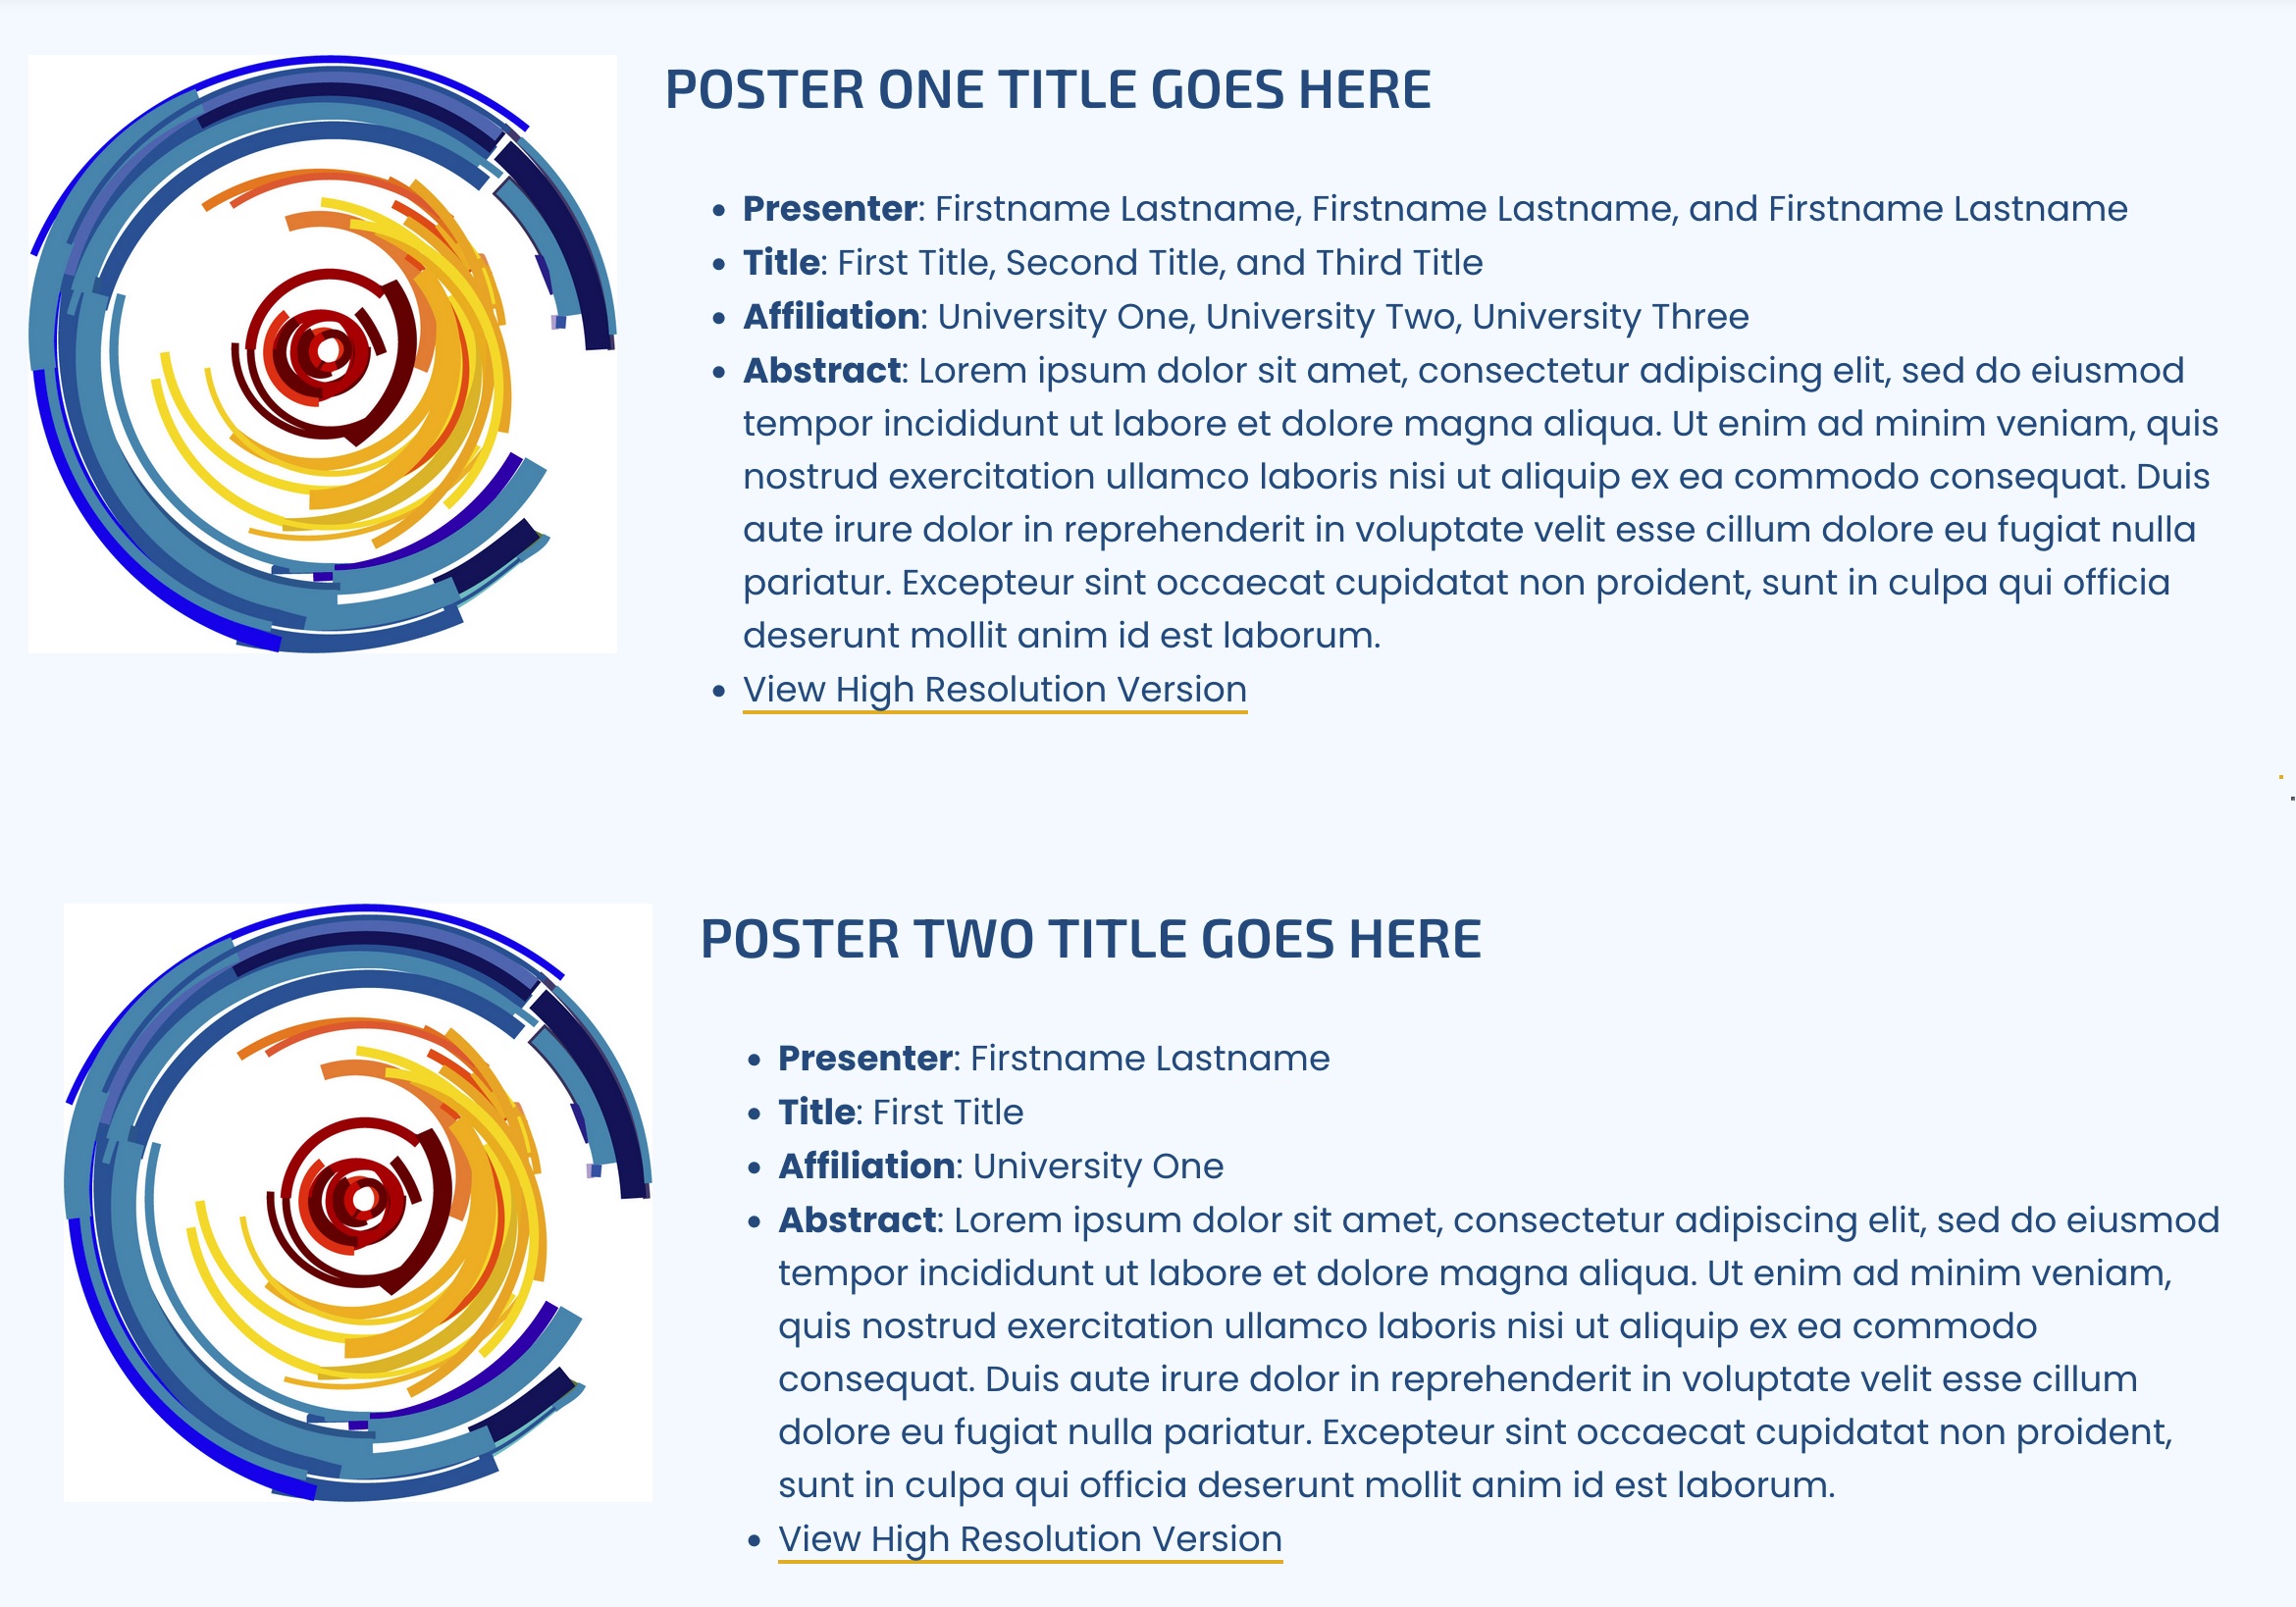 POSTER ONE TITLE GOES HERE
Presenter: Firstname Lastname, Firstname Lastname, and Firstname Lastname
Title: First Title, Second Title, and Third Title
Affiliation: University One, University Two, University Three
Abstract: Lorem ipsum dolor sit amet, consectetur adipiscing elit, sed do eiusmod
tempor incididunt ut labore et dolore magna aliqua. Ut enim ad minim veniam, quis
nostrud exercitation ullamco laboris nisi ut aliquip ex ea commodo consequat. Duis
aute irure dolor in reprehenderit in voluptate velit esse cillum dolore eu fugiat nulla
pariatur. Excepteur sint occaecat cupidatat non proident, sunt in culpa qui officia
deserunt mollit anim id est laborum.
View High Resolution Version
POSTER TWO TITLE GOES HERE
Presenter: Firstname Lastname
Title: First Title
Affiliation: University One
Abstract: Lorem ipsum dolor sit amet, consectetur adipiscing elit, sed do eiusmod
tempor incididunt ut labore et dolore magna aliqua. Ut enim ad minim veniam,
quis nostrud exercitation ullamco laboris nisi ut aliquip ex ea commodo
consequat. Duis aute irure dolor in reprehenderit in voluptate velit esse cillum
dolore eu fugiat nulla pariatur. Excepteur sint occaecat cupidatat non proident,
sunt in culpa qui officia deserunt mollit anim id est laborum.
View High Resolution Version